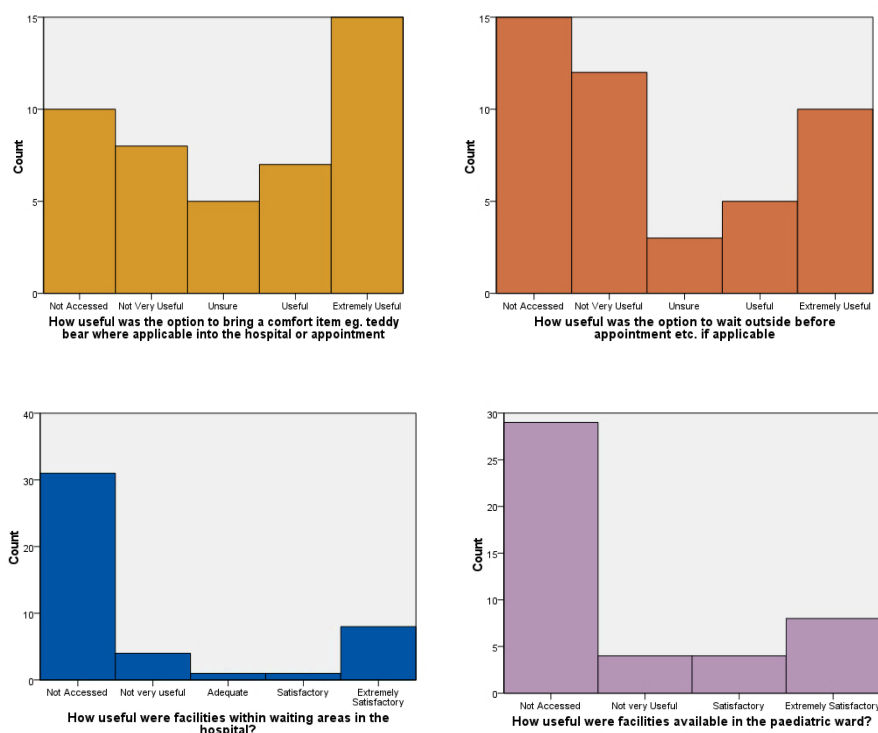 15
10
5
0
Count
Not Accessed Not Very Useful Unsure Useful Extremely Useful
How useful was the option to bring a comfort item eg. teddy
bear where applicable into the hospital or appointment
15
10
5
0
Count
Not Accessed Not Very Useful Unsure Useful Extremely Useful
How useful was the option to wait outside before
appointment etc. if applicable
40
30
20
10
0
Count
Not Accessed Not very useful Adequate Satisfactory Extremely
Satisfactory
How useful were facilities within waiting areas in the
hospital?
30
25
20
15
10
5
0
Count
Not Accessed Not very Useful Satisfactory Extremely Satisfactory
How useful were facilities available in the paediatric ward?